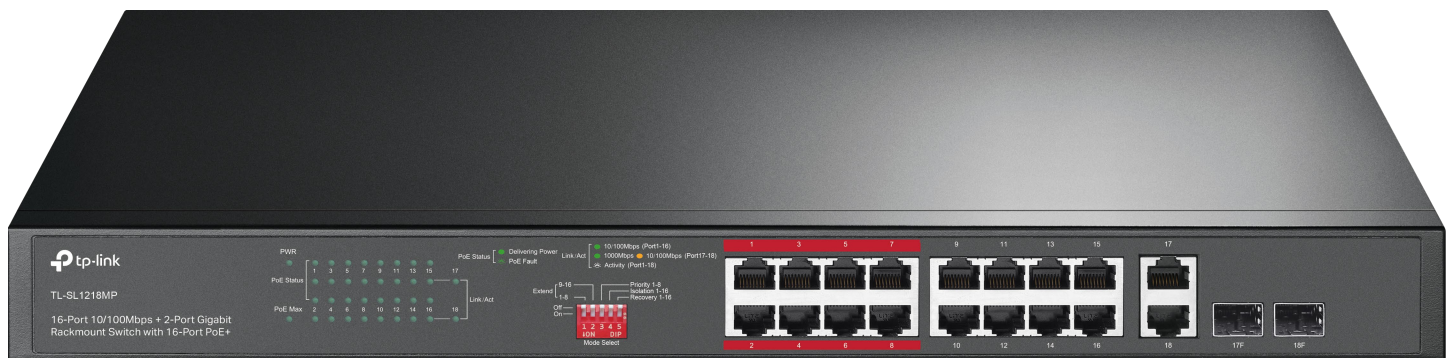 tp-link
TL-SL1218MP
16-Port 10/100Mbps + 2-Port Gigabit
Rackmount Switch with 16-Port PoE+
PWR
1 3 5 7 9 11 13 15 17
PoE Status
Link/Act
PoE Max 2 4 6 8 10 12 14 16 18
PoE Status
Delivering Power
PoE Fault
Link/Act
10/100Mbps (Port1-16)
1000Mbps 10/100Mbps (Port17-18)
Activity (Port1-18)
Extend
9-16
1-8
Priority 1-8
Isolation 1-16
Recovery 1-16
Off
On
1 2 3 4 5
ON DIP
Mode Select
1 3 5 7 9 11 13 15 17
2 4 6 8 10 12 14 16 18 17F 18F